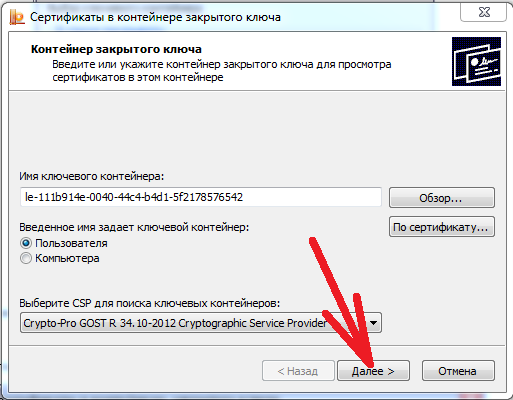 Сертификаты в контейнере закрытого ключа
Контейнер закрытого ключа
Введите или укажите контейнер закрытого ключа для просмотра
сертификатов в этом контейнере
Имя ключевого контейнера:
le-111b914e-0040-44c4-b4d1-5f2178576542
Обзор...
Введенное имя задает ключевой контейнер:
По сертификату...
Пользователя
Компьютера
Выберите CSP для поиска ключевых контейнеров:
Crypto-Pro GOST R 34.10-2012 Cryptographic Service Provider
< Назад
Далее >
Отмена